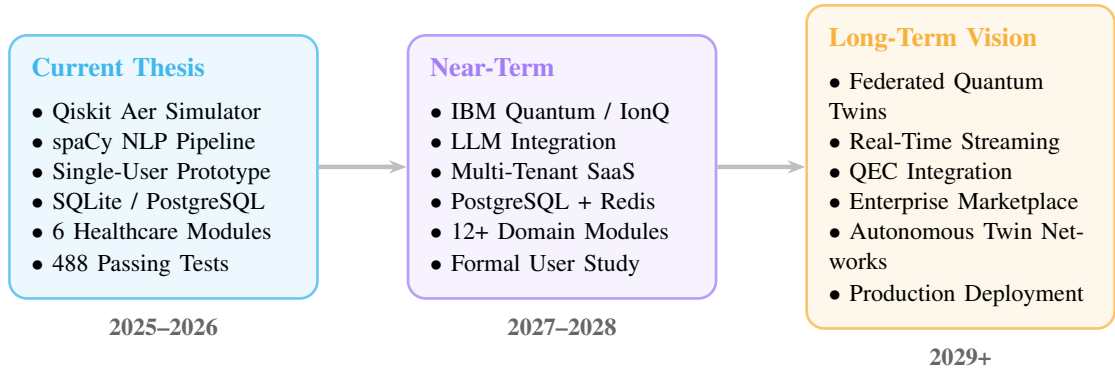 Current Thesis
• Qiskit Aer Simulator
• spaCy NLP Pipeline
• Single-User Prototype
• SQLite / PostgreSQL
• 6 Healthcare Modules
• 488 Passing Tests
2025–2026
Near-Term
• IBM Quantum / IonQ
• LLM Integration
• Multi-Tenant SaaS
• PostgreSQL + Redis
• 12+ Domain Modules
• Formal User Study
2027–2028
Long-Term Vision
• Federated Quantum
Twins
• Real-Time Streaming
• QEC Integration
• Enterprise Marketplace
• Autonomous Twin Net-
works
• Production Deployment
2029+